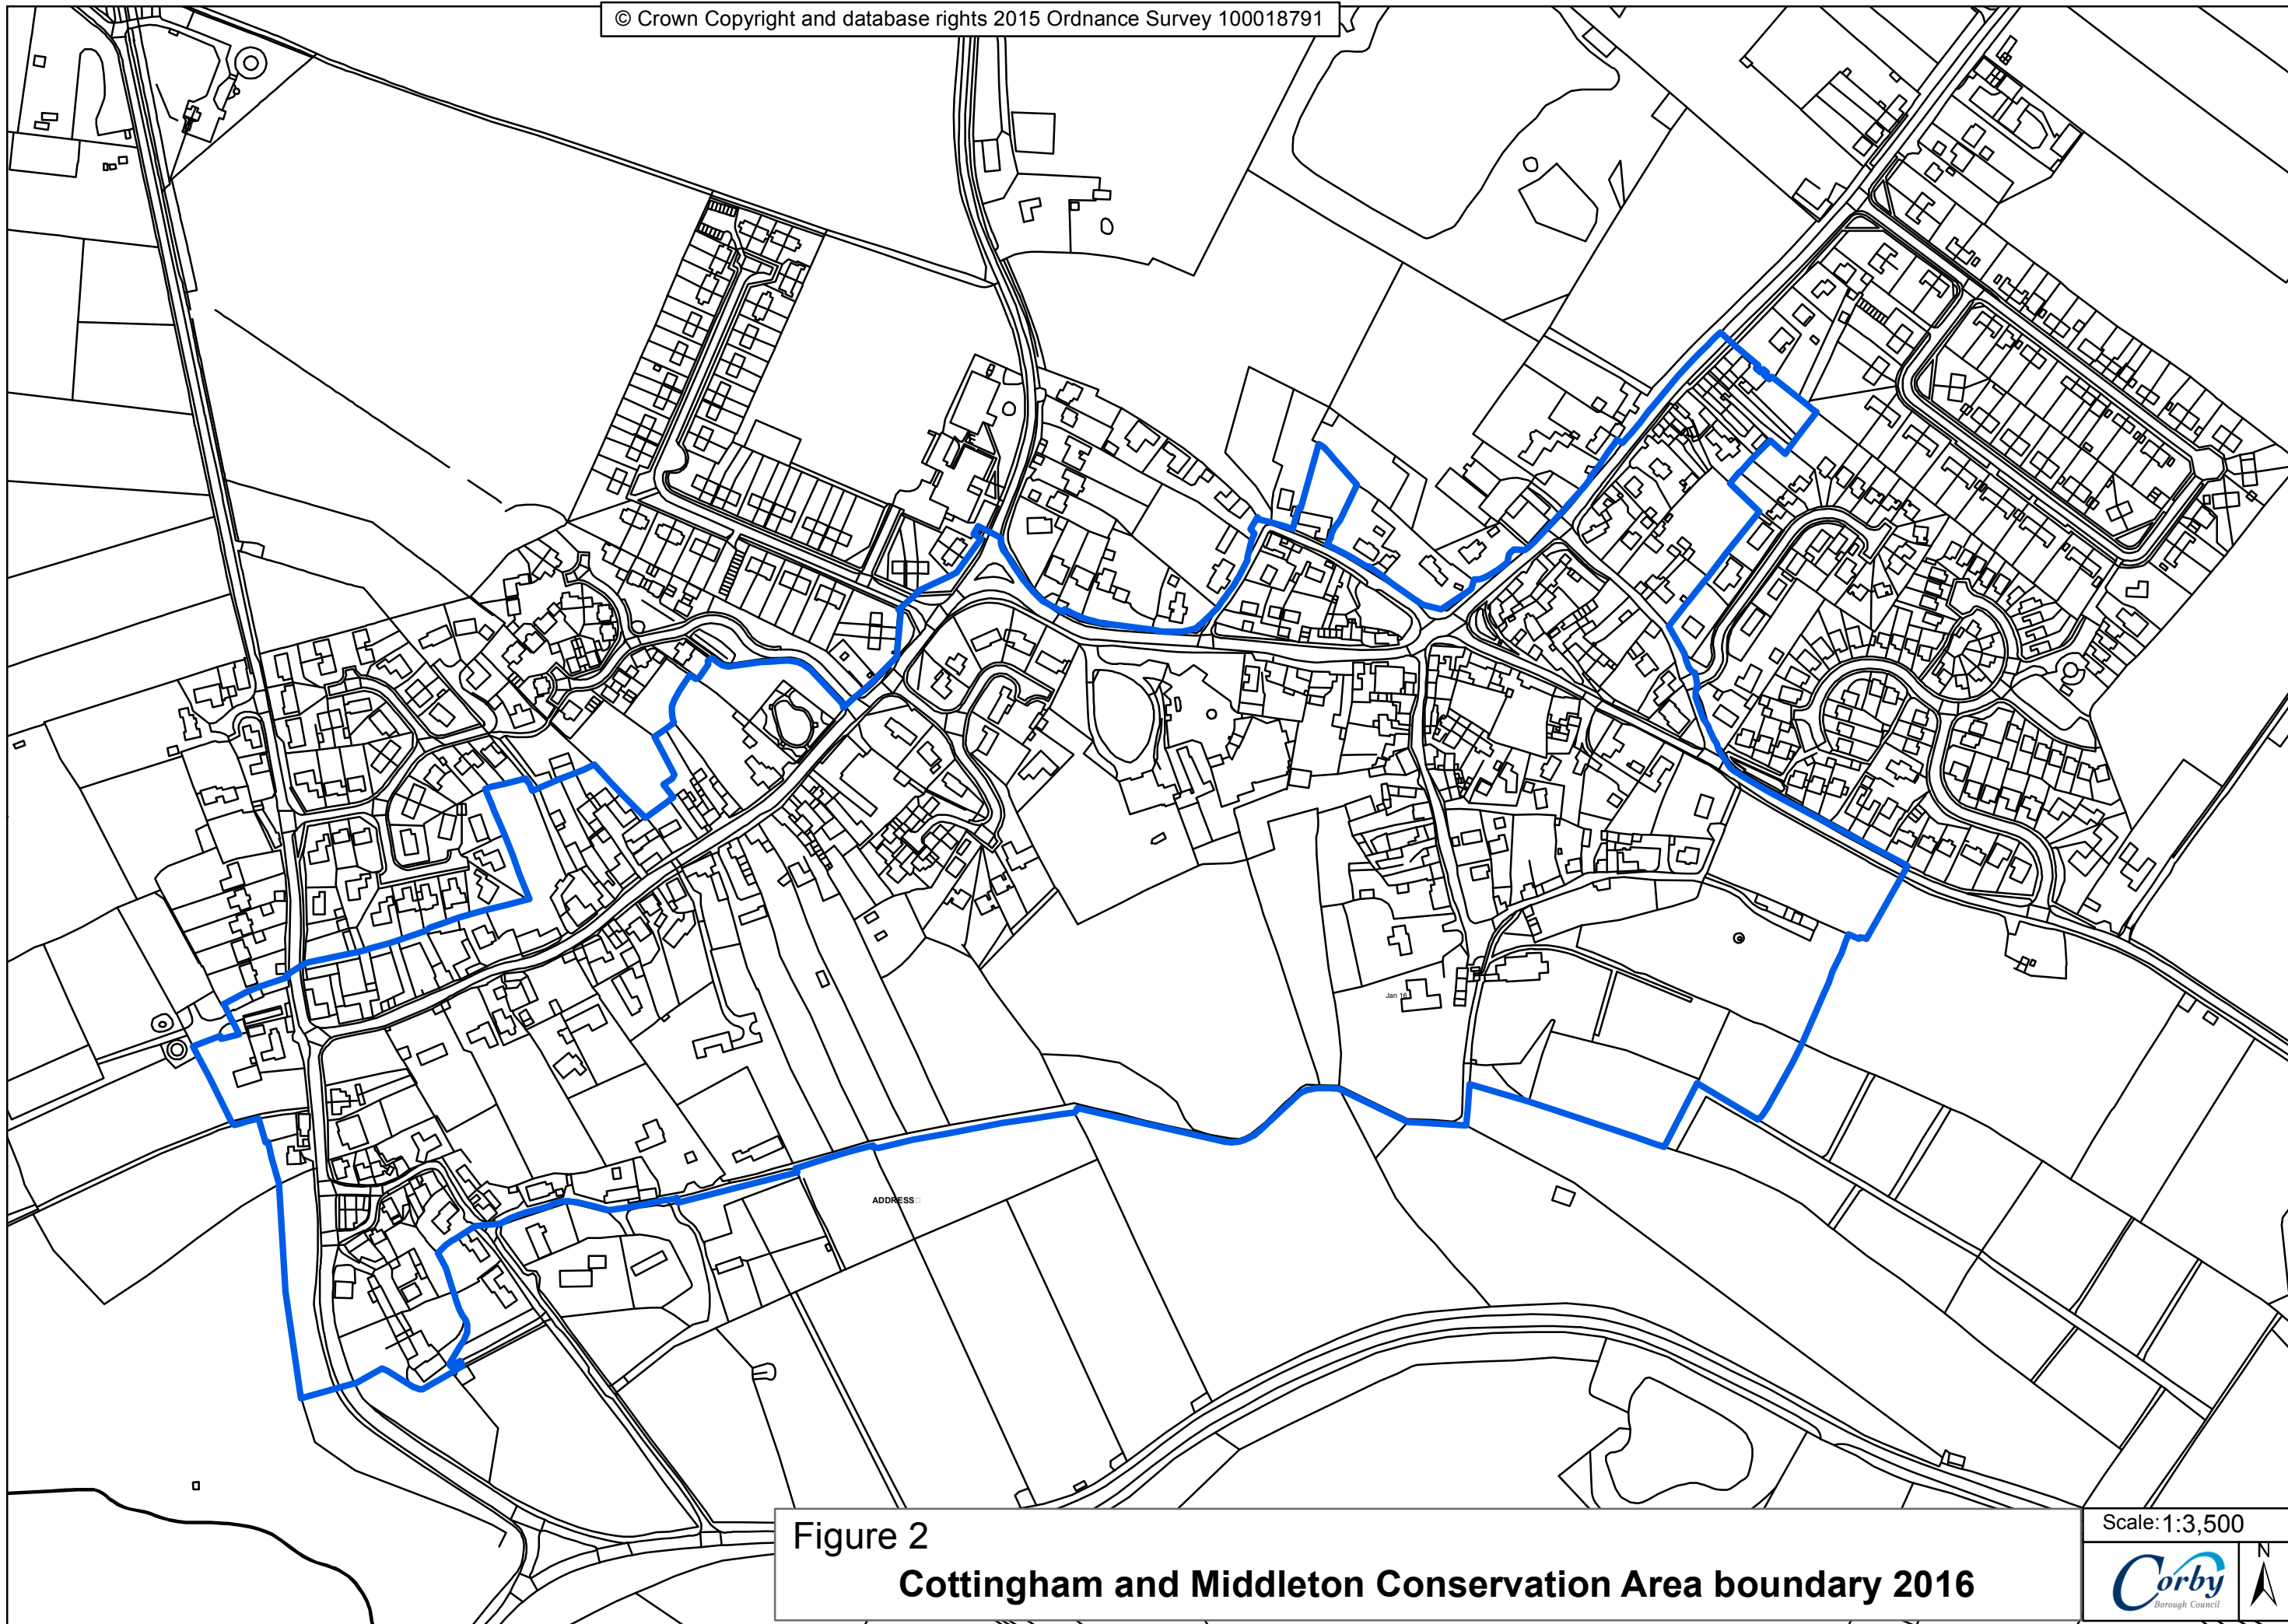 © Crown Copyright and database rights 2015 Ordnance Survey 100018791
Jan 16
ADDRESS
Figure 2
Cottingham and Middleton Conservation Area boundary 2016
Scale: 1:3,500
Corby
Borough Council
N